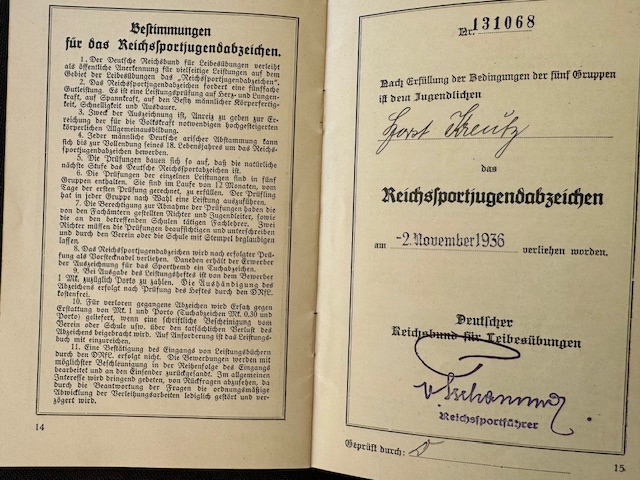 Bestimmungen
für das Reichssportjugendabzeichen.
1. Der Deutsche Reichsbund für Leibesübungen verleiht
als öffentliche Anerkennung für vielseitige Leistungen auf dem
Gebiet der Leibesübungen das „Reichssportjugendabzeichen“.
2. Das Reichssportjugendabzeichen fordert eine fünffache
Gutleistung. Es ist eine Leistungsprüfung auf Herz- und Lungen-
kraft, auf Spannkraft, auf den Besitz männlicher Körperfertig-
keit, Schnelligkeit und Ausdauer.
3. Zweck der Auszeichnung ist, Anreiz zu geben zur Er-
reichung der für die Volkskraft notwendigen hochgesteigerten
körperlichen Allgemeinausbildung.
4. Jeder männliche Deutsche arischer Abstammung kann
sich bis zur Vollendung seines 18. Lebensjahres um das Reichs-
sportjugendabzeichen bewerben.
5. Die Prüfungen bauen sich so auf, daß die natürliche
nächste Stufe das Deutsche Reichssportabzeichen ist.
6. Die Prüfungen der einzelnen Leistungen sind in fünf
Gruppen enthalten. Sie sind im Laufe von 12 Monaten, vom
Tage der ersten Prüfung gerechnet, zu erfüllen. Der Prüfling
hat in jeder Gruppe nach Wahl eine Leistung auszuführen.
7. Die Berechtigung zur Abnahme der Prüfungen haben die
von den Fachämtern gestellten Richter und Jugendleiter, sowie
die an den betreffenden Schulen tätigen Fachlehrer. Zwei
Richter müssen die Prüfungen beaufsichtigen und unterschreiben
und durch den Verein oder die Schule mit Stempel beglaubigen
lassen.
8. Das Reichssportjugendabzeichen wird nach erfolgter Prü-
fung als Vorstecknadel verliehen. Daneben erhält der Erwerber
der Auszeichnung für das Sporthemd ein Tuchabzeichen.
9. Bei Ausgabe des Leistungsheftes ist von dem Bewerber
1 Mk. zuzüglich Porto zu zahlen. Die Aushändigung des
Abzeichens erfolgt nach Prüfung des Heftes durch den DRfL.
kostenfrei.
10. Für verloren gegangene Abzeichen wird Ersatz gegen
Erstattung von Mk. 1 und Porto (Tuchabzeichen Mk. 0.30 und
Porto) geliefert, wenn eine schriftliche Bescheinigung vom
Verein oder Schule usw. über den tatsächlichen Verlust des
Abzeichens beigebracht wird. Auf Anforderung ist das Leistungs-
buch mit einzureichen.
11. Eine Bestätigung des Eingangs von Leistungsbüchern
durch den DRfL. erfolgt nicht. Die Bewerbungen werden mit
möglichster Beschleunigung in der Reihenfolge des Eingangs
bearbeitet und an den Einsender zurückgesandt. Im allgemeinen
Interesse wird dringend gebeten, von Rückfragen abzusehen, da
durch die Beantwortung der Fragen die ordnungsmäßige
Abwicklung der Verleihungsarbeiten lediglich gestört und ver-
zögert wird.
14
Nr. 131068
Nach Erfüllung der Bedingungen der fünf Gruppen
ist dem Jugendlichen
Horst Kreutz
das
Reichssportjugendabzeichen
am -2. November 1936 verliehen worden.
Deutscher
Reichsbund für Leibesübungen
v Tschammer
Reichssportführer
Geprüft durch:
15